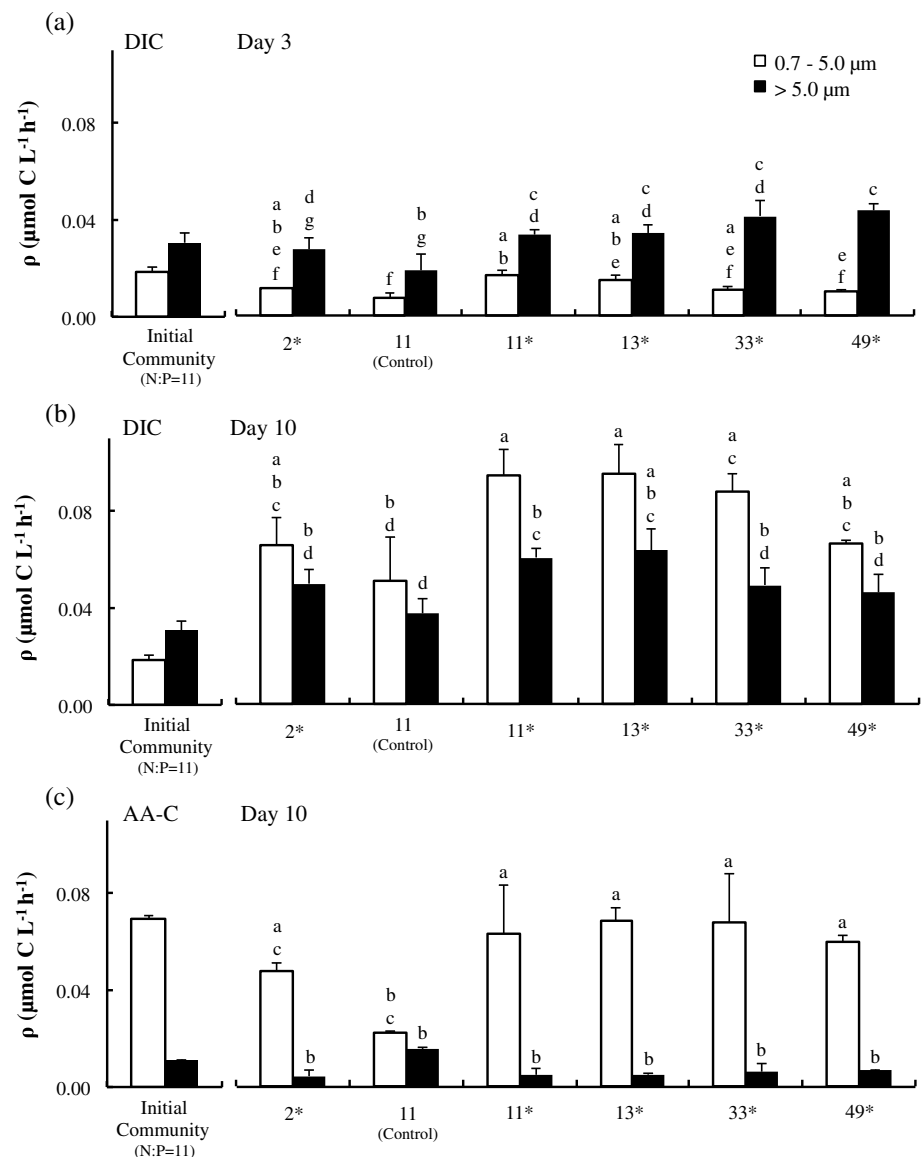 (a)
DIC Day 3
0.7 - 5.0 µm
> 5.0 µm
ρ (µmol C L⁻¹h⁻¹)
0.08
0.04
0.00
a
b
e
f
d
g
f
b
g
a
b
c
d
a
b
e
c
d
a
e
f
c
d
e
f
c
Initial
Community
(N:P=11)
2* 11 11* 13* 33* 49*
(Control)
(b)
DIC Day 10
ρ (µmol C L⁻¹h⁻¹)
0.08
0.04
0.00
a
b
c
b
d
b
d
d
a
b
c
a
a
b
c
a
c
b
d
a
b
c
b
d
Initial
Community
(N:P=11)
2* 11 11* 13* 33* 49*
(Control)
(c)
AA-C Day 10
ρ (µmol C L⁻¹h⁻¹)
0.08
0.04
0.00
a
c
b
b
c
b
a
b
a
b
a
b
a
b
Initial
Community
(N:P=11)
2* 11 11* 13* 33* 49*
(Control)